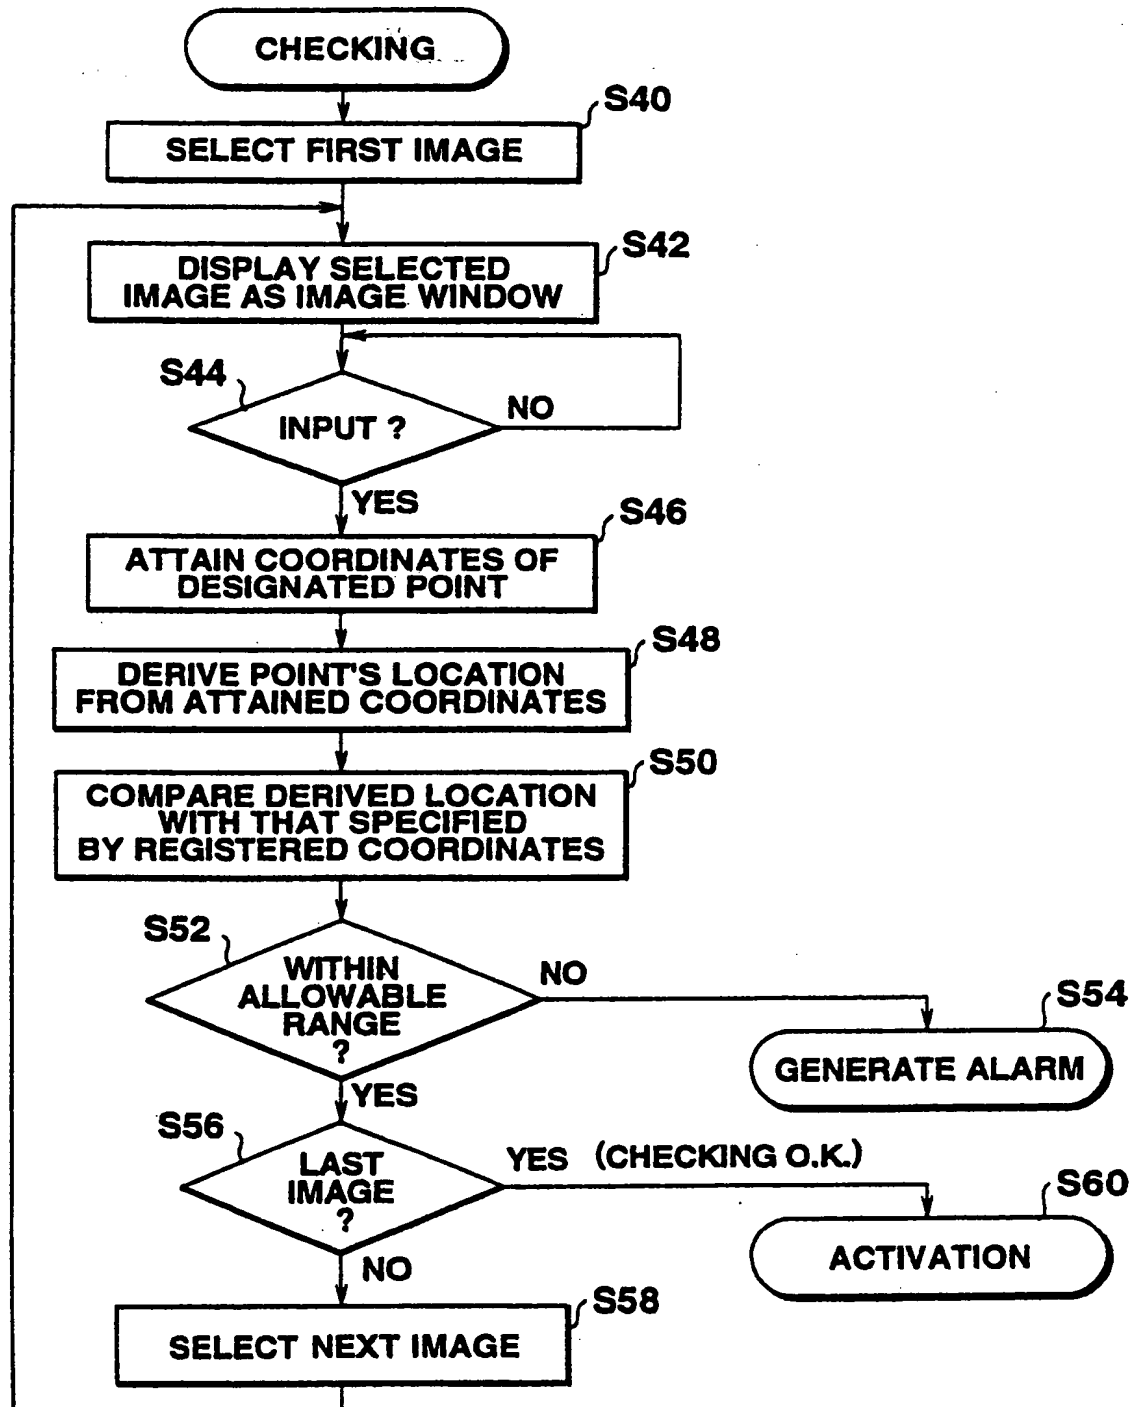 CHECKING
S40
SELECT FIRST IMAGE
S42
DISPLAY SELECTED
IMAGE AS IMAGE WINDOW
S44
INPUT ?
NO
YES
S46
ATTAIN COORDINATES OF
DESIGNATED POINT
S48
DERIVE POINT'S LOCATION
FROM ATTAINED COORDINATES
S50
COMPARE DERIVED LOCATION
WITH THAT SPECIFIED
BY REGISTERED COORDINATES
S52
WITHIN
ALLOWABLE
RANGE
?
NO
S54
GENERATE ALARM
YES
S56
LAST
IMAGE
?
YES (CHECKING O.K.)
S60
ACTIVATION
NO
S58
SELECT NEXT IMAGE